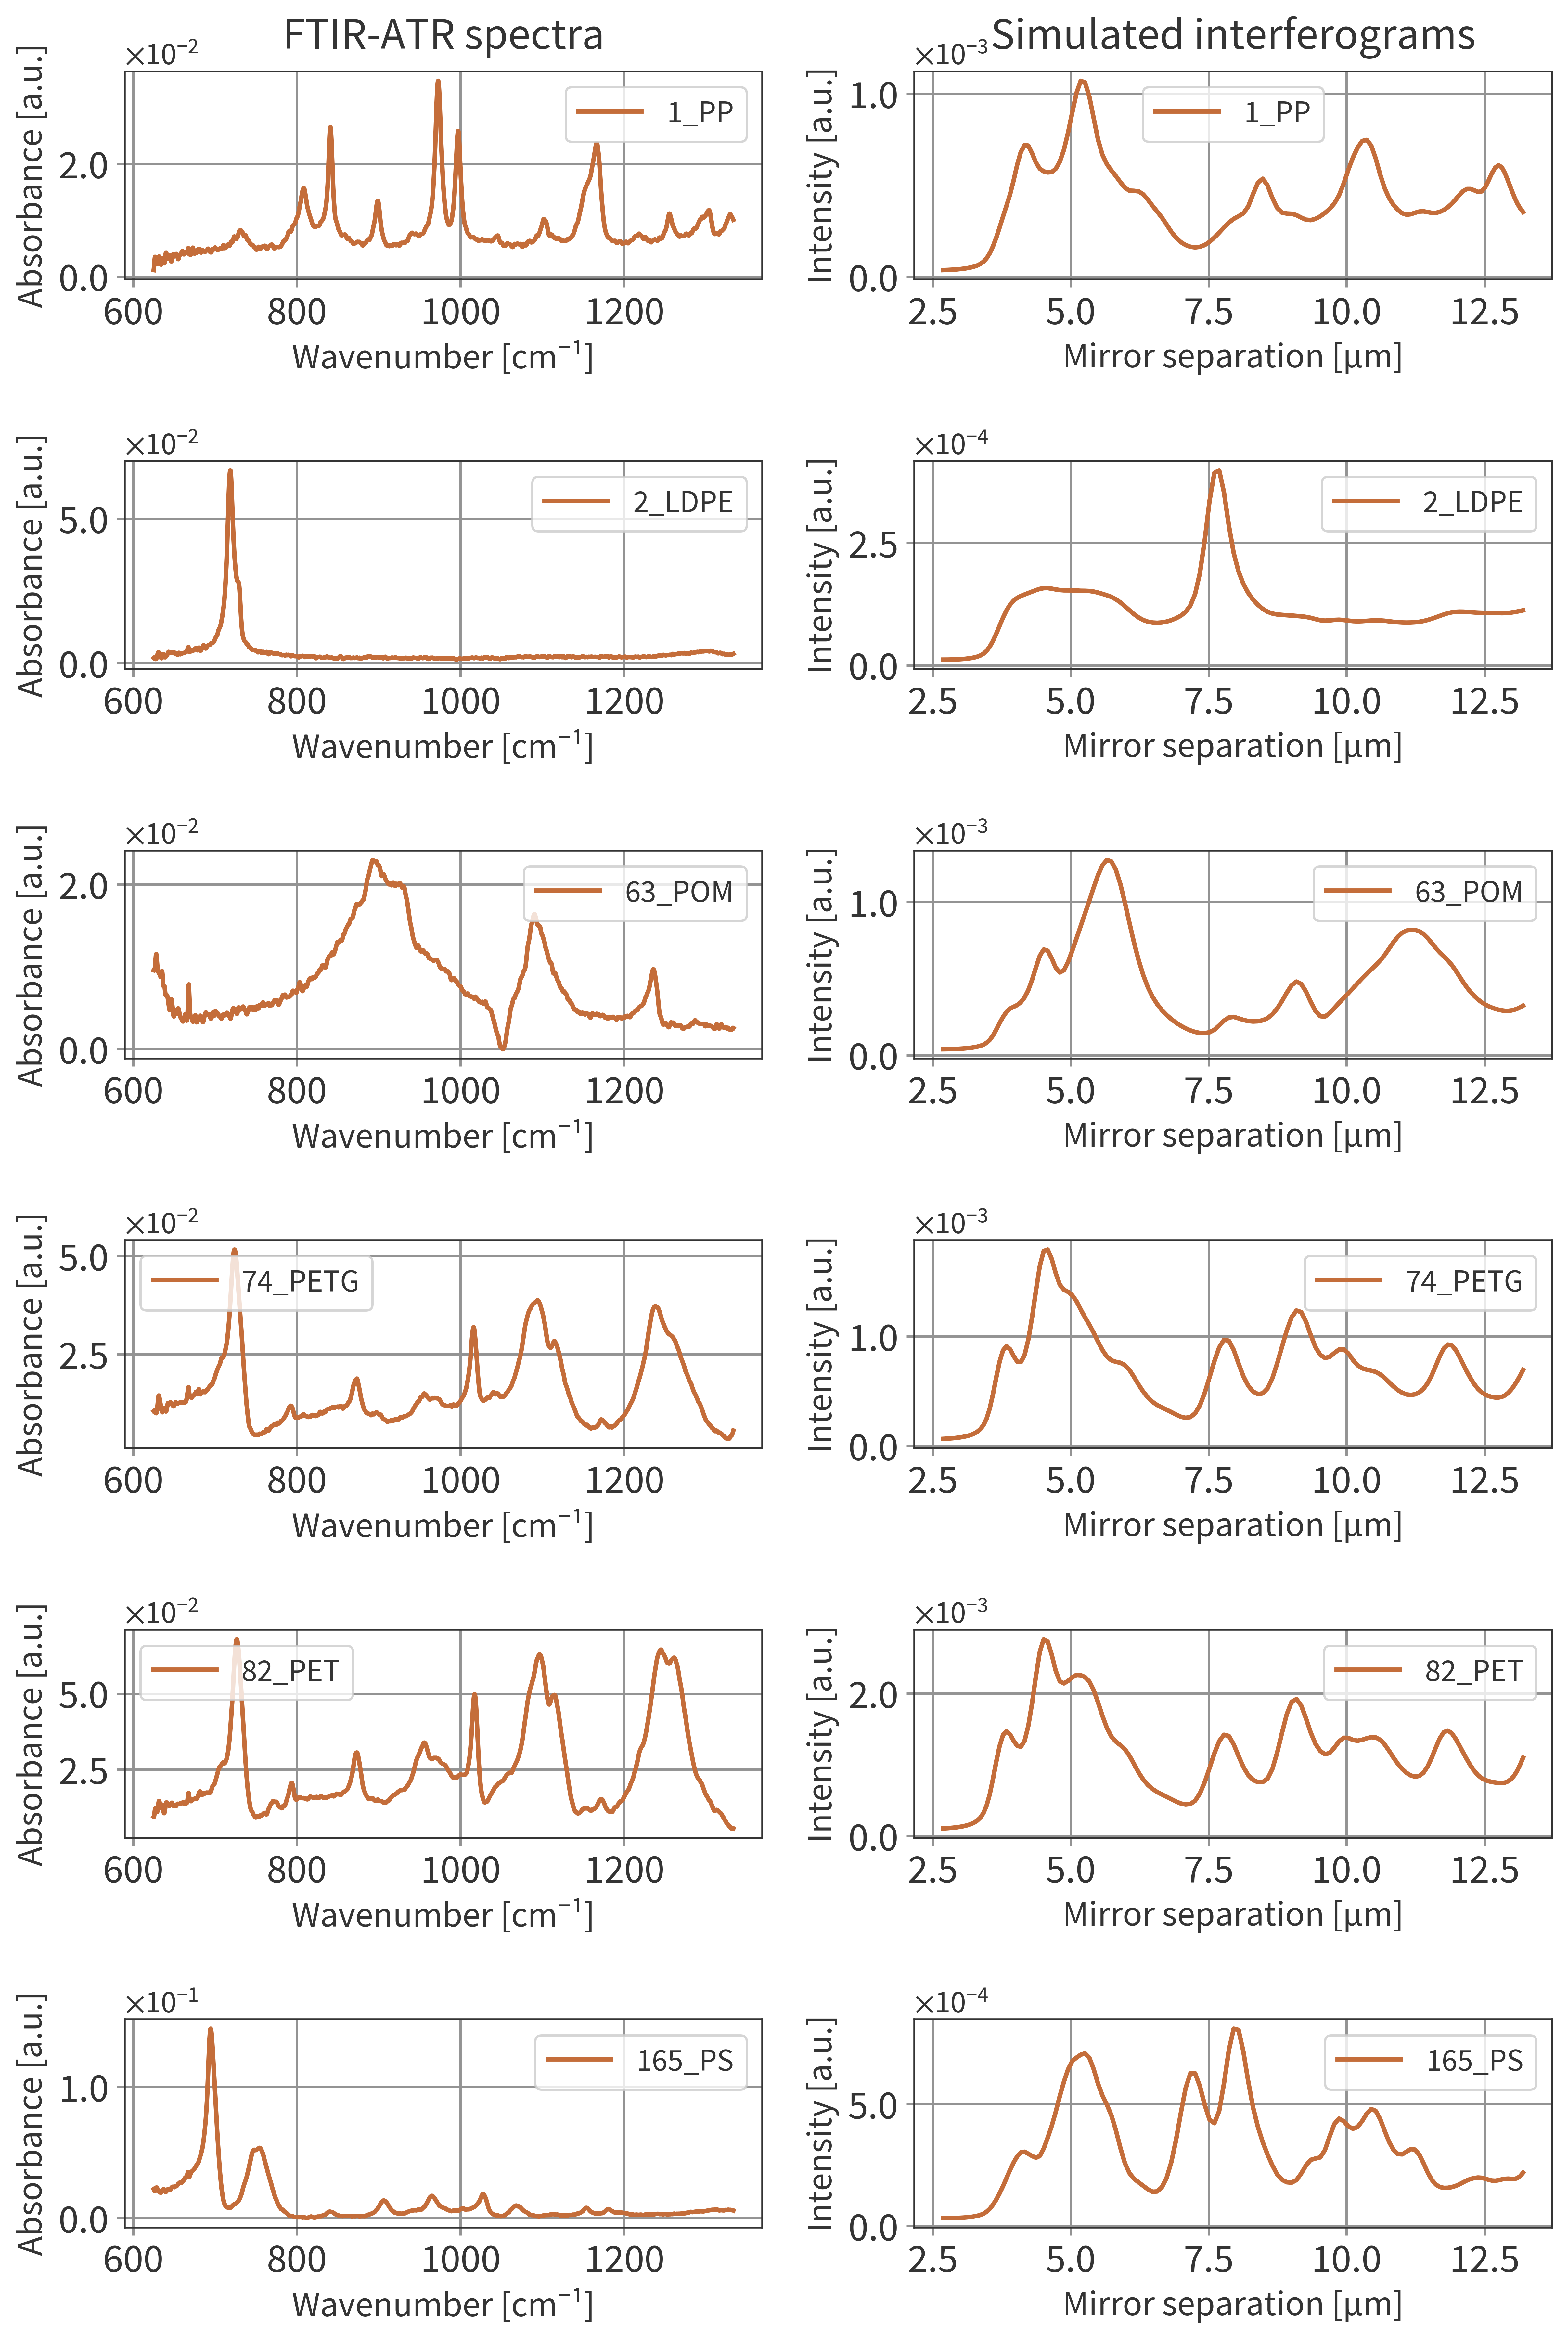 FTIR-ATR spectra
Simulated interferograms
×10⁻²
Absorbance [a.u.]
2.0
0.0
1_PP
600 800 1000 1200
Wavenumber [cm⁻¹]
×10⁻³
Intensity [a.u.]
1.0
0.0
1_PP
2.5 5.0 7.5 10.0 12.5
Mirror separation [µm]
×10⁻²
Absorbance [a.u.]
5.0
0.0
2_LDPE
600 800 1000 1200
Wavenumber [cm⁻¹]
×10⁻⁴
Intensity [a.u.]
2.5
0.0
2_LDPE
2.5 5.0 7.5 10.0 12.5
Mirror separation [µm]
×10⁻²
Absorbance [a.u.]
2.0
0.0
63_POM
600 800 1000 1200
Wavenumber [cm⁻¹]
×10⁻³
Intensity [a.u.]
1.0
0.0
63_POM
2.5 5.0 7.5 10.0 12.5
Mirror separation [µm]
×10⁻²
Absorbance [a.u.]
5.0
2.5
74_PETG
600 800 1000 1200
Wavenumber [cm⁻¹]
×10⁻³
Intensity [a.u.]
1.0
0.0
74_PETG
2.5 5.0 7.5 10.0 12.5
Mirror separation [µm]
×10⁻²
Absorbance [a.u.]
5.0
2.5
82_PET
600 800 1000 1200
Wavenumber [cm⁻¹]
×10⁻³
Intensity [a.u.]
2.0
0.0
82_PET
2.5 5.0 7.5 10.0 12.5
Mirror separation [µm]
×10⁻¹
Absorbance [a.u.]
1.0
0.0
165_PS
600 800 1000 1200
Wavenumber [cm⁻¹]
×10⁻⁴
Intensity [a.u.]
5.0
0.0
165_PS
2.5 5.0 7.5 10.0 12.5
Mirror separation [µm]